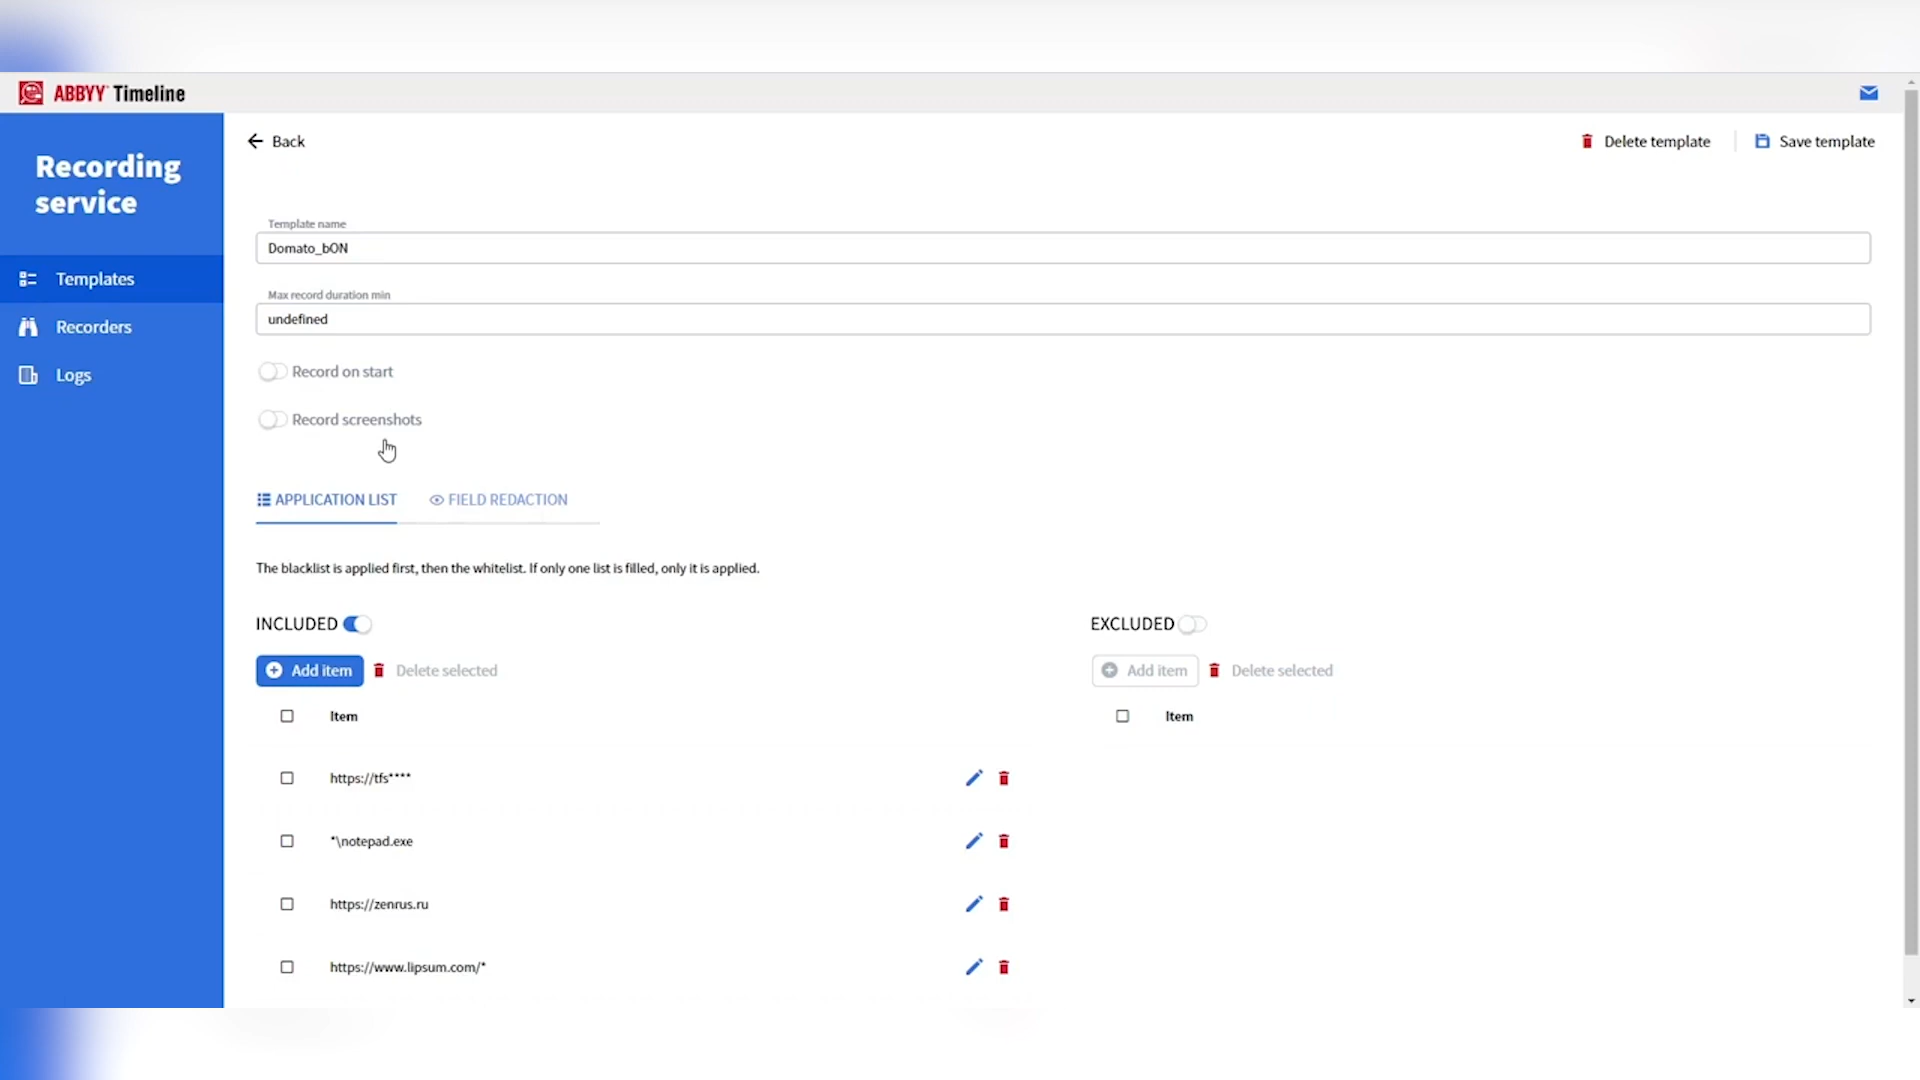 ABBYY Timeline
Recording
service
Templates
Recorders
Logs
Back
Delete template
Save template
Template name
Domato_bON
Max record duration min
undefined
Record on start
Record screenshots
APPLICATION LIST
FIELD REDACTION
The blacklist is applied first, then the whitelist. If only one list is filled, only it is applied.
INCLUDED
Add item
Delete selected
Item
https://tfs****
*\notepad.exe
https://zenrus.ru
https://www.lipsum.com/*
EXCLUDED
Add item
Delete selected
Item